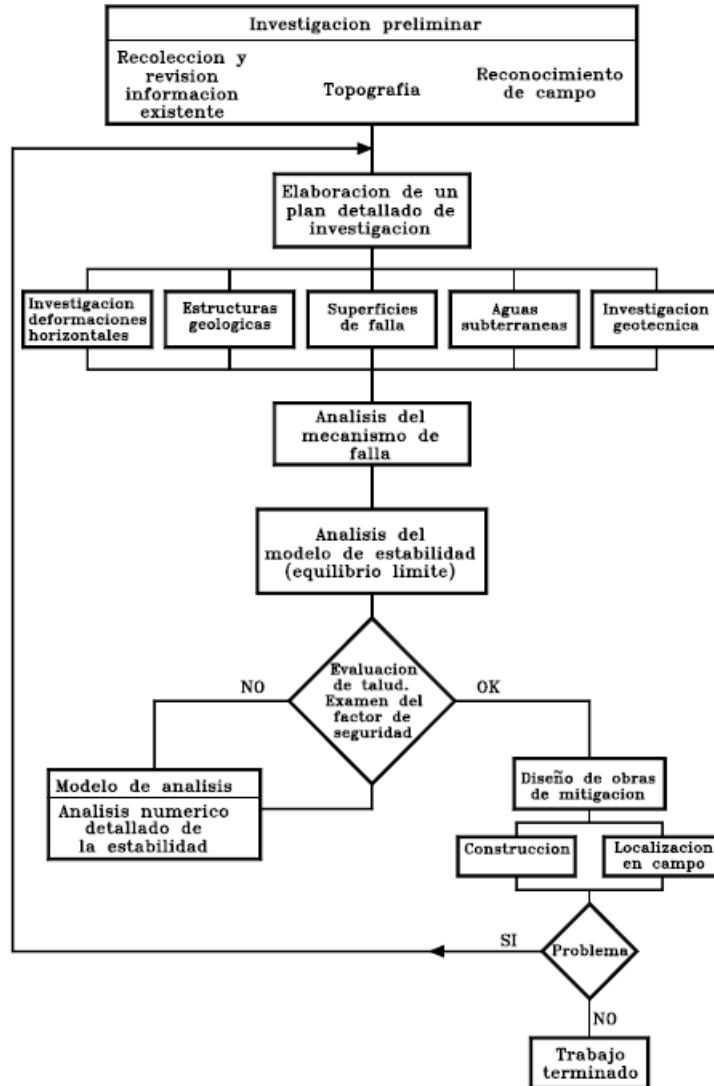 Investigacion preliminar
Recoleccion y
revision
informacion
existente
Topografia
Reconocimiento
de campo
Elaboracion de un
plan detallado de
investigacion
Investigacion
deformaciones
horizontales
Estructuras
geologicas
Superficies
de falla
Aguas
subterraneas
Investigacion
geotecnica
Analisis del
mecanismo de
falla
Analisis del
modelo de estabilidad
(equilibrio limite)
Evaluacion
de talud.
Examen del
factor de
seguridad
NO
OK
Modelo de analisis
Analisis numerico
detallado de
la estabilidad
Diseño de obras
de mitigacion
Construccion
Localizacion
en campo
Problema
SI
NO
Trabajo
terminado